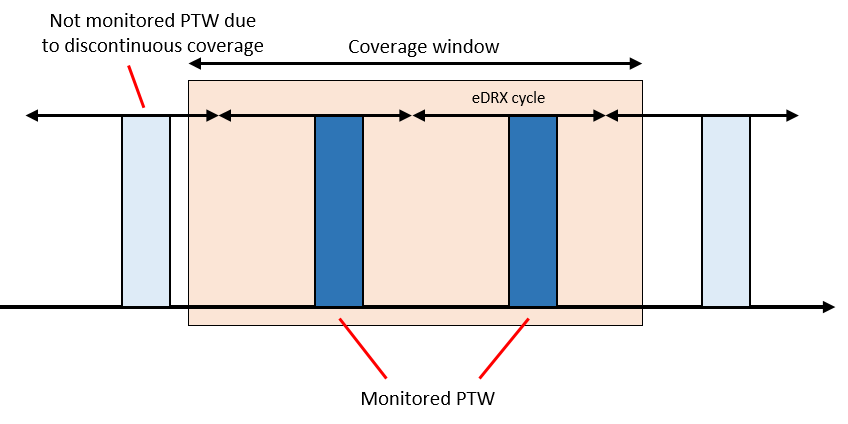 Not monitored PTW due
to discontinuous coverage
Coverage window
eDRX cycle
Monitored PTW